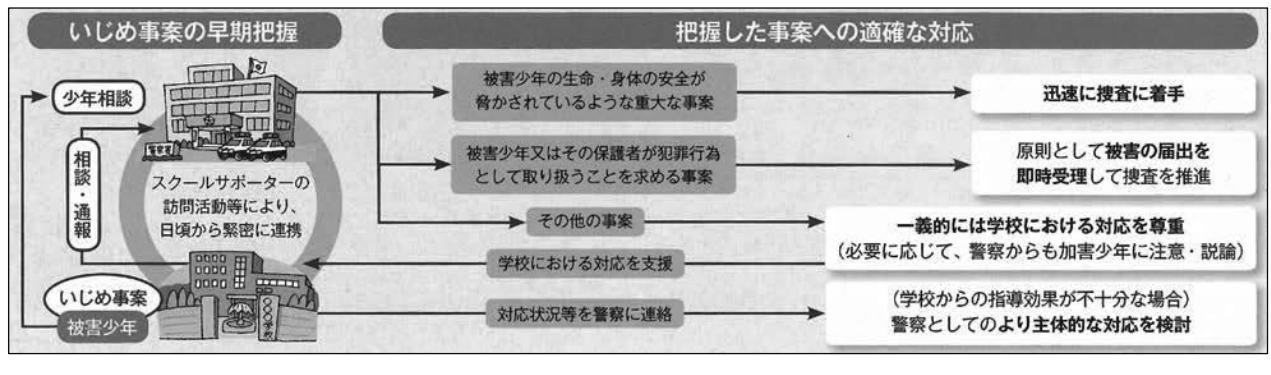 いじめ事案の早期把握
把握した事案への適確な対応
少年相談
相談・通報
警察署
スクールサポーターの
訪問活動等により、
日頃から緊密に連携
いじめ事案
被害少年
〇〇〇学校
被害少年の生命・身体の安全が
脅かされているような重大な事案
迅速に捜査に着手
被害少年又はその保護者が犯罪行為
として取り扱うことを求める事案
原則として被害の届出を
即時受理して捜査を推進
その他の事案
一義的には学校における対応を尊重
(必要に応じて、警察からも加害少年に注意・説諭)
学校における対応を支援
対応状況等を警察に連絡
(学校からの指導効果が不十分な場合)
警察としてのより主体的な対応を検討